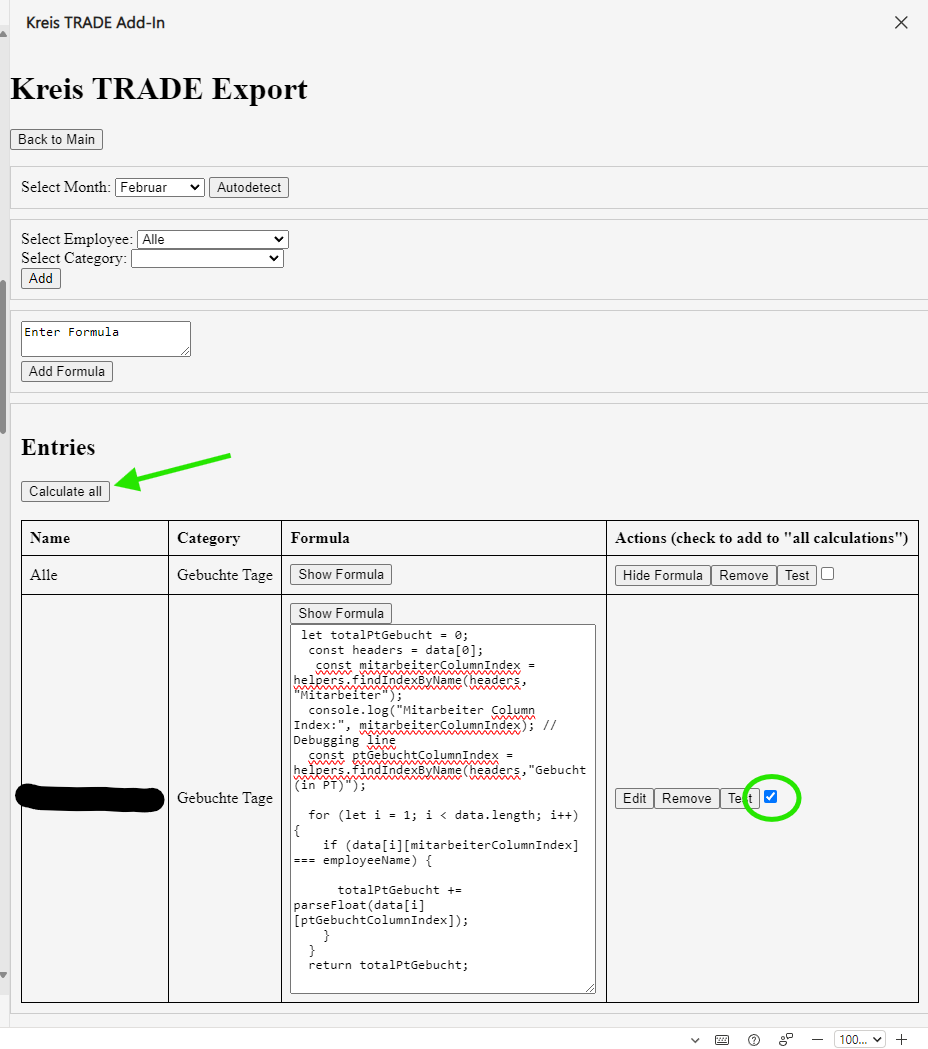 Kreis TRADE Add-In
Kreis TRADE Export
Back to Main
Select Month: Februar Autodetect
Select Employee: Alle
Select Category:
Add
Enter Formula
Add Formula
Entries
Calculate all
Name Category Formula Actions (check to add to "all calculations")
Alle Gebuchte Tage Show Formula Hide Formula Remove Test
Show Formula
let totalPtGebucht = 0;
const headers = data[0];
const mitarbeiterColumnIndex =
helpers.findIndexByName(headers,
"Mitarbeiter");
console.log("Mitarbeiter Column
Index:", mitarbeiterColumnIndex); //
Debugging line
const ptGebuchtColumnIndex =
helpers.findIndexByName(headers,"Gebucht
(in PT)");
for (let i = 1; i < data.length; i++)
{
if (data[i][mitarbeiterColumnIndex]
=== employeeName) {
totalPtGebucht +=
parseFloat(data[i]
[ptGebuchtColumnIndex]);
}
}
return totalPtGebucht;
Gebuchte Tage
Edit Remove Test
100...